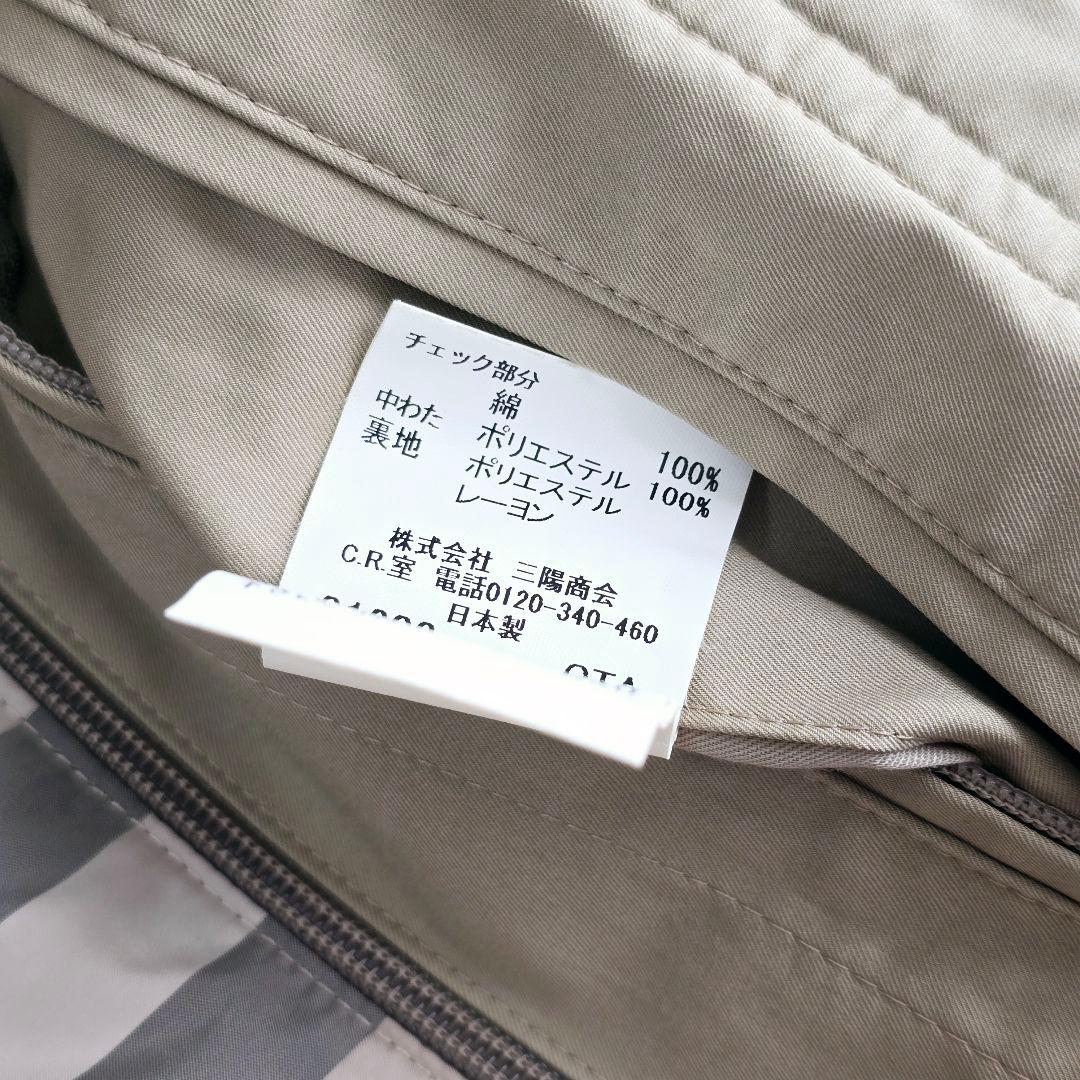 チェック部分
綿 100%
中わた ポリエステル 100%
裏地 ポリエステル
レーヨン
株式会社 三陽商会
C.R.室 電話0120-340-460
日本製